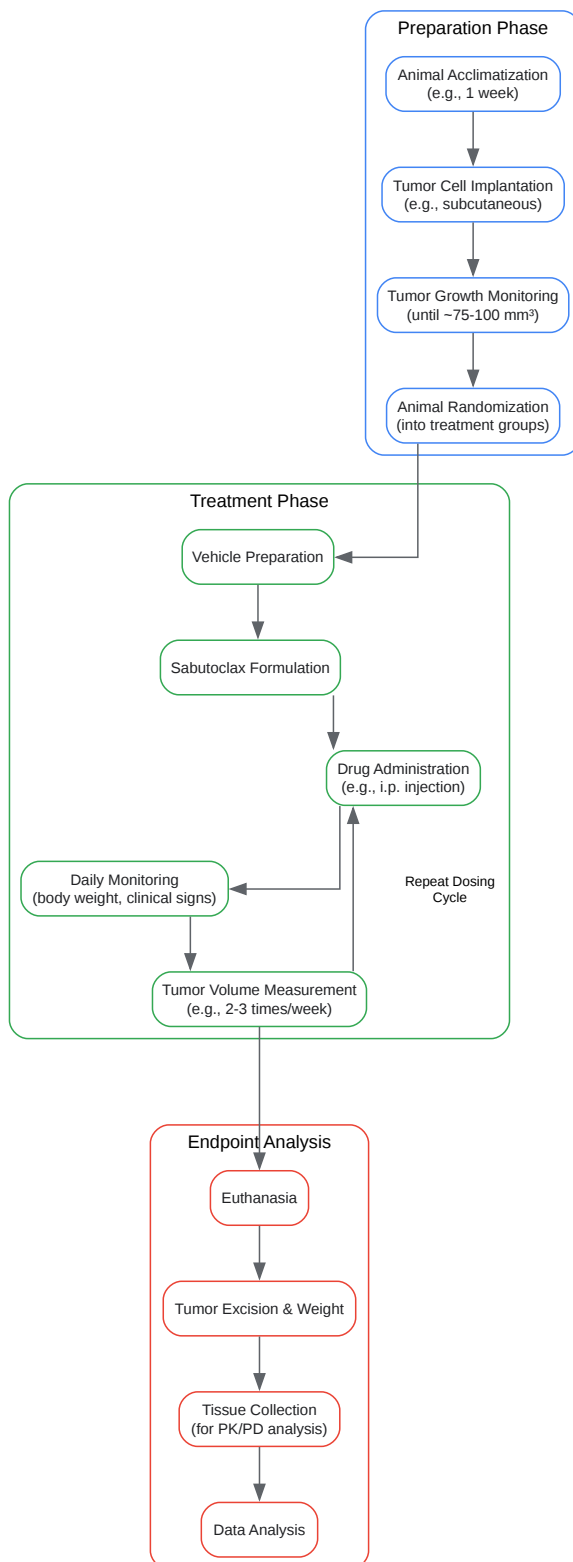 Preparation Phase
Animal Acclimatization
(e.g., 1 week)
Tumor Cell Implantation
(e.g., subcutaneous)
Tumor Growth Monitoring
(until ~75-100 mm³)
Animal Randomization
(into treatment groups)
Treatment Phase
Vehicle Preparation
Sabutoclax Formulation
Drug Administration
(e.g., i.p. injection)
Daily Monitoring
(body weight, clinical signs)
Repeat Dosing
Cycle
Tumor Volume Measurement
(e.g., 2-3 times/week)
Endpoint Analysis
Euthanasia
Tumor Excision & Weight
Tissue Collection
(for PK/PD analysis)
Data Analysis